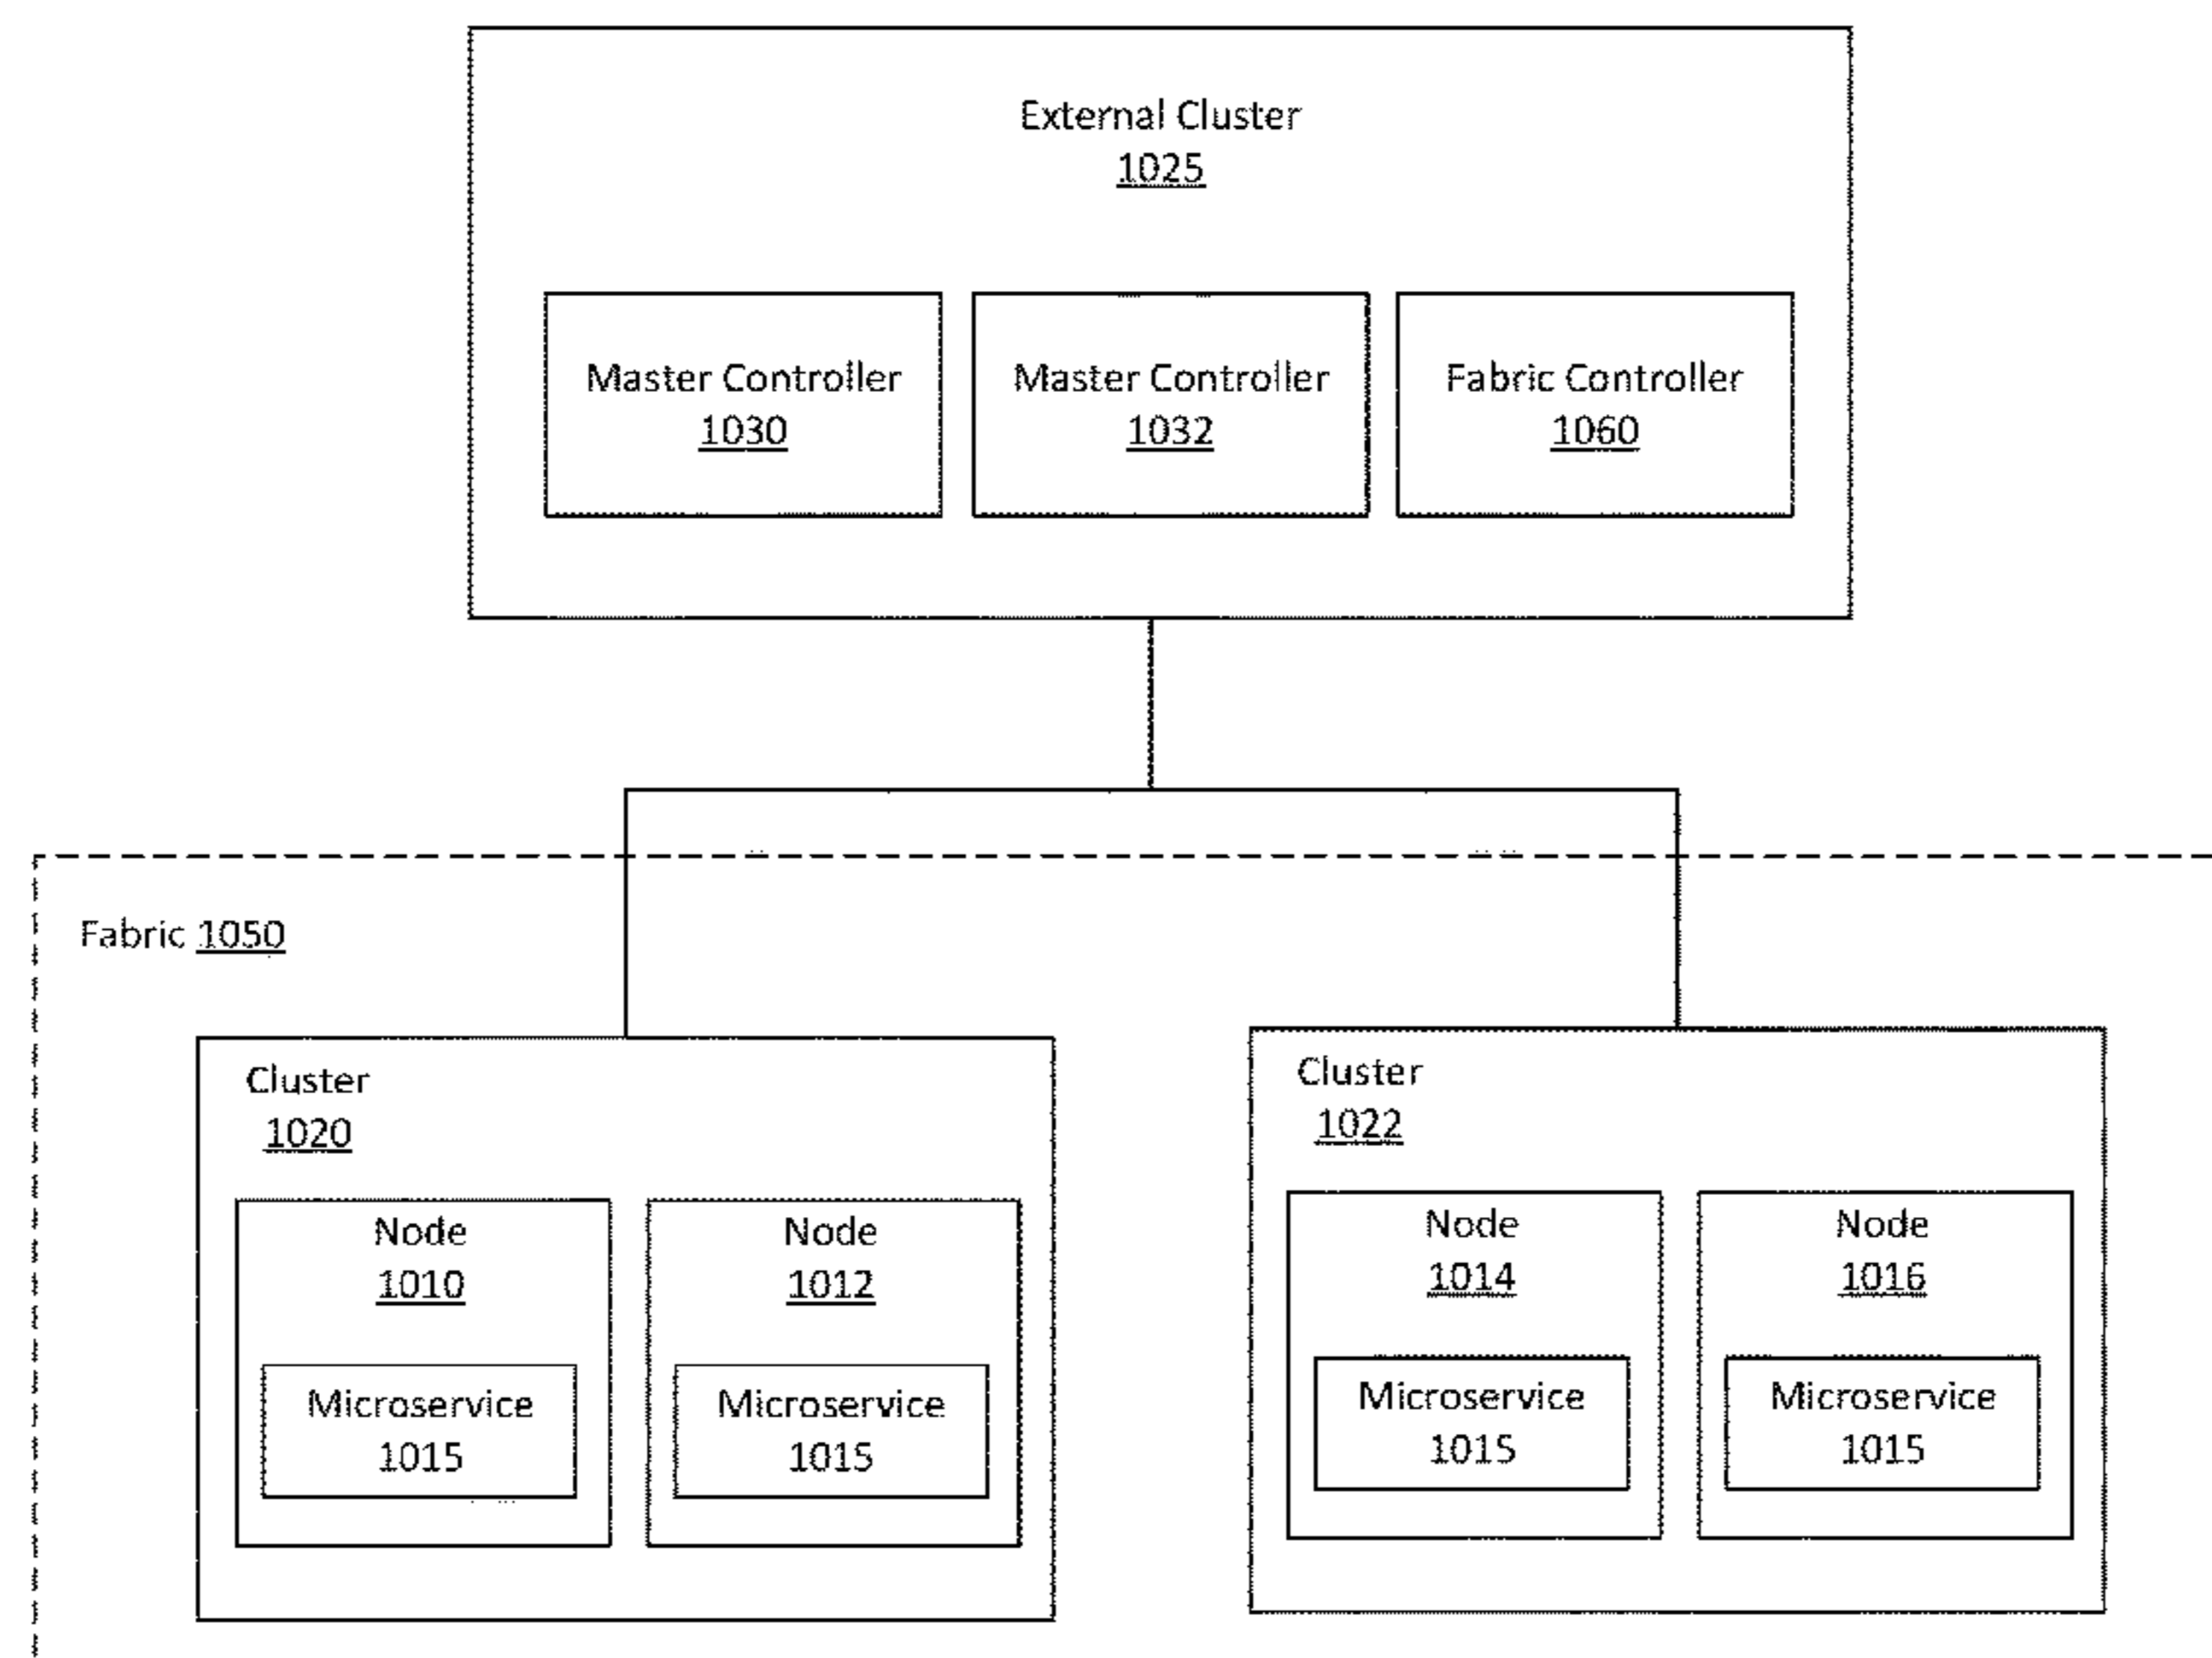 External Cluster
1025
Master Controller
1030
Master Controller
1032
Fabric Controller
1060
Fabric 1050
Cluster
1020
Node
1010
Microservice
1015
Node
1012
Microservice
1015
Cluster
1022
Node
1014
Microservice
1015
Node
1016
Microservice
1015